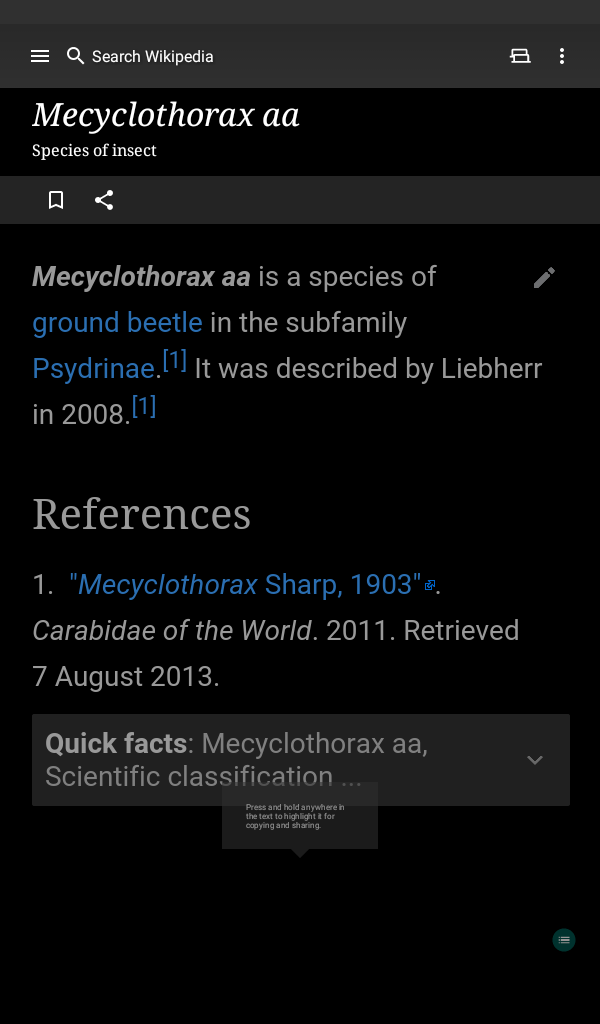 Search Wikipedia
Mecyclothorax aa
Species of insect
Mecyclothorax aa is a species of
ground beetle in the subfamily
Psydrinae.[1] It was described by Liebherr
in 2008.[1]
References
1. "Mecyclothorax Sharp, 1903".
Carabidae of the World. 2011. Retrieved
7 August 2013.
Quick facts: Mecyclothorax aa,
Scientific classification ...
Press and hold anywhere in
the text to highlight it for
copying and sharing.